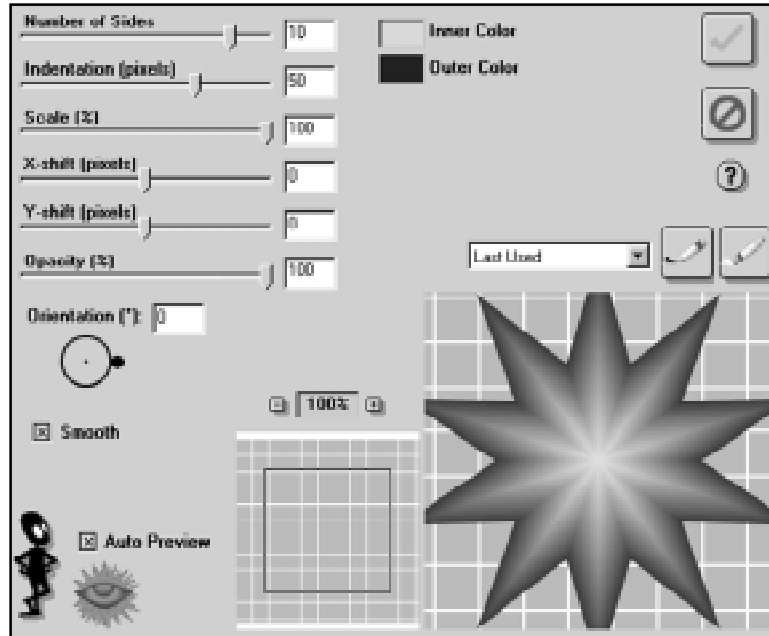 Number of Sides
10
Inner Color
Indentation (pixels)
50
Outer Color
Scale (%)
100
X-shift (pixels)
0
Y-shift (pixels)
0
Last Used
Opacity (%)
100
Orientation (°):
0
100%
Smooth
Auto Preview
?